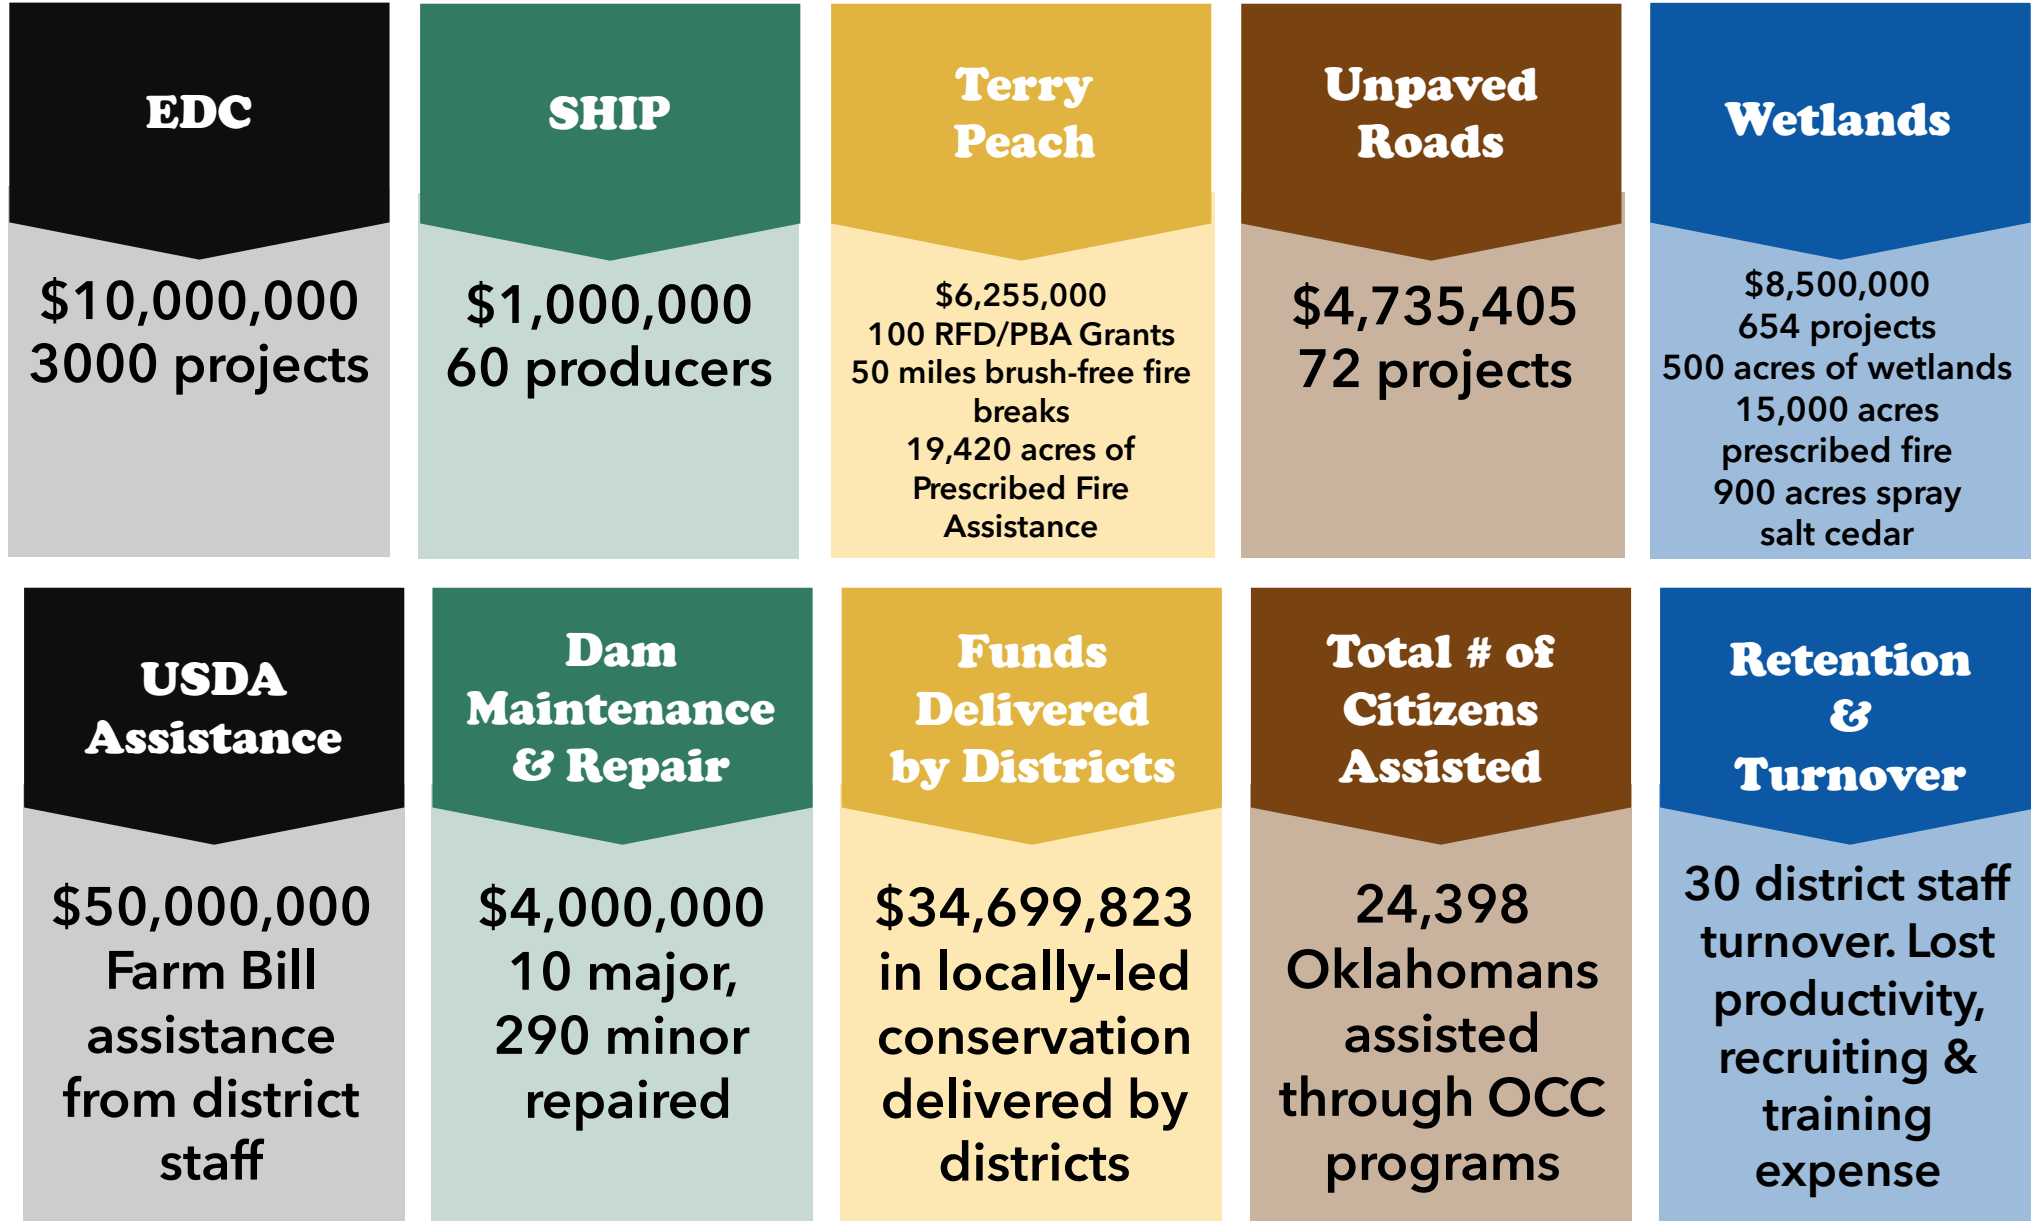 EDC
$10,000,000
3000 projects
SHIP
$1,000,000
60 producers
Terry
Peach
$6,255,000
100 RFD/PBA Grants
50 miles brush-free fire
breaks
19,420 acres of
Prescribed Fire
Assistance
Unpaved
Roads
$4,735,405
72 projects
Wetlands
$8,500,000
654 projects
500 acres of wetlands
15,000 acres
prescribed fire
900 acres spray
salt cedar
USDA
Assistance
$50,000,000
Farm Bill
assistance
from district
staff
Dam
Maintenance
& Repair
$4,000,000
10 major,
290 minor
repaired
Funds
Delivered
by Districts
$34,699,823
in locally-led
conservation
delivered by
districts
Total # of
Citizens
Assisted
24,398
Oklahomans
assisted
through OCC
programs
Retention
&
Turnover
30 district staff
turnover. Lost
productivity,
recruiting &
training
expense